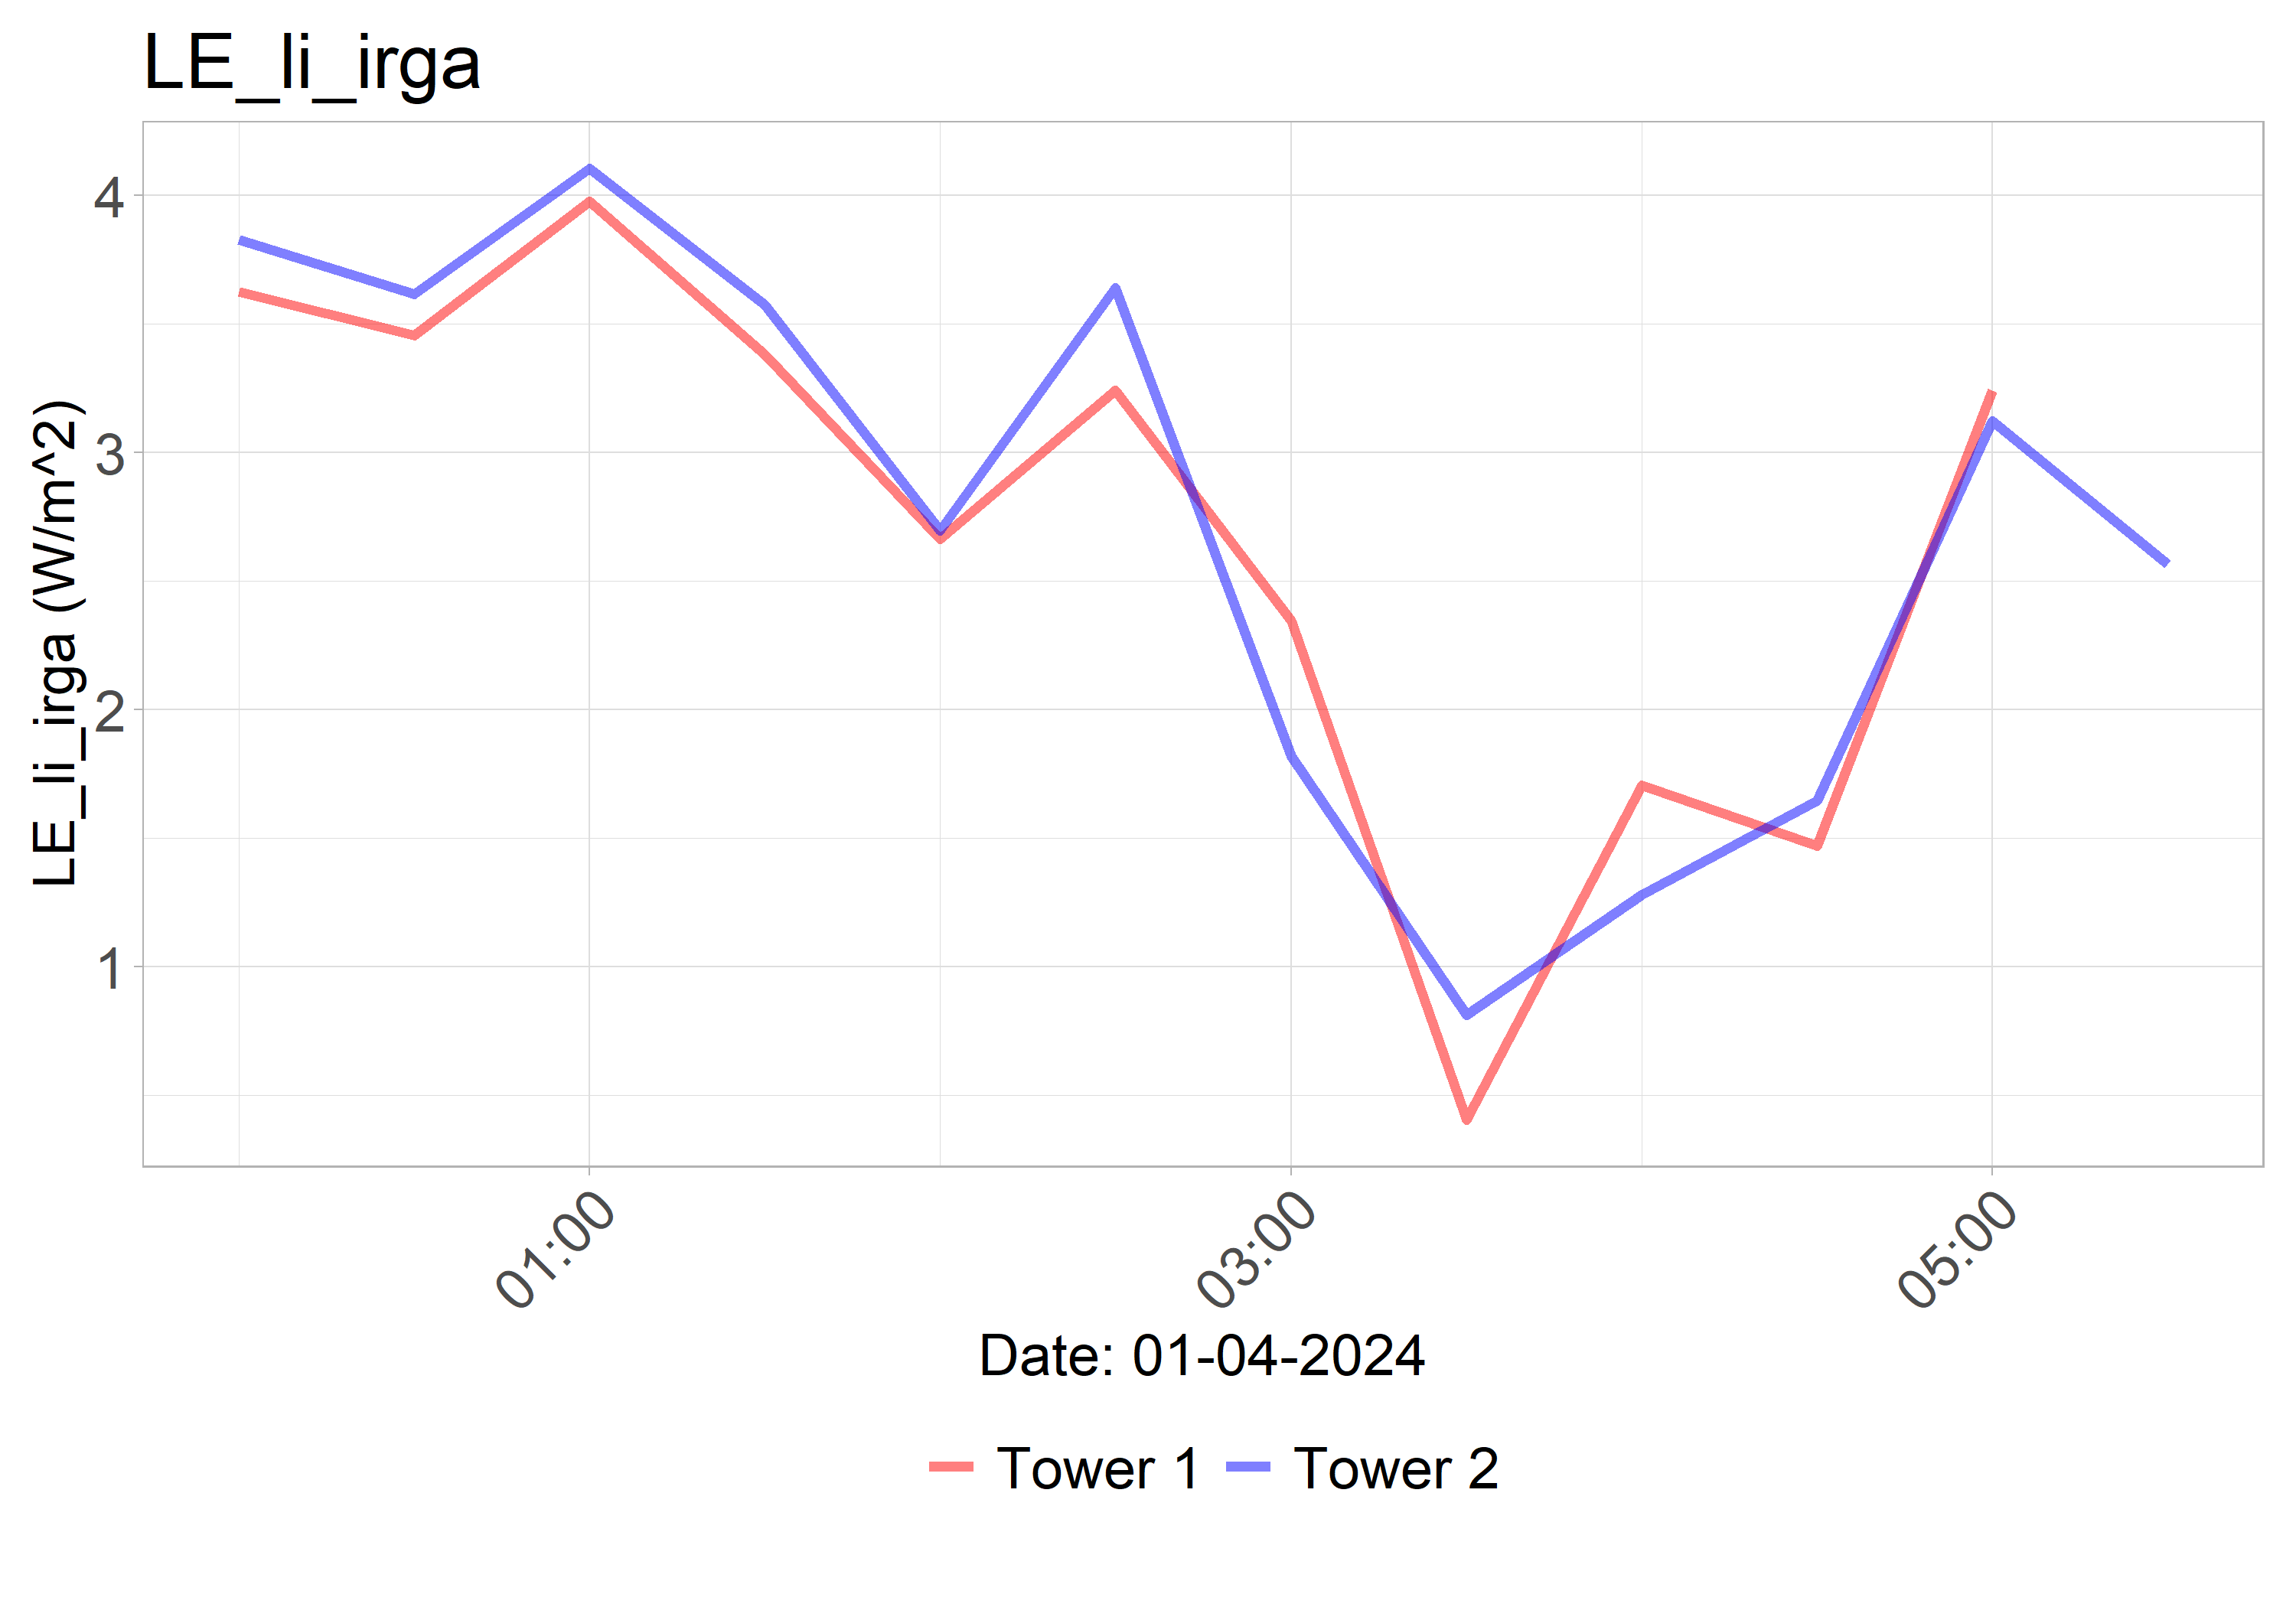 LE_li_irga
LE_li_irga (W/m^2)
4
3
2
1
01:00
03:00
05:00
Date: 01-04-2024
Tower 1
Tower 2